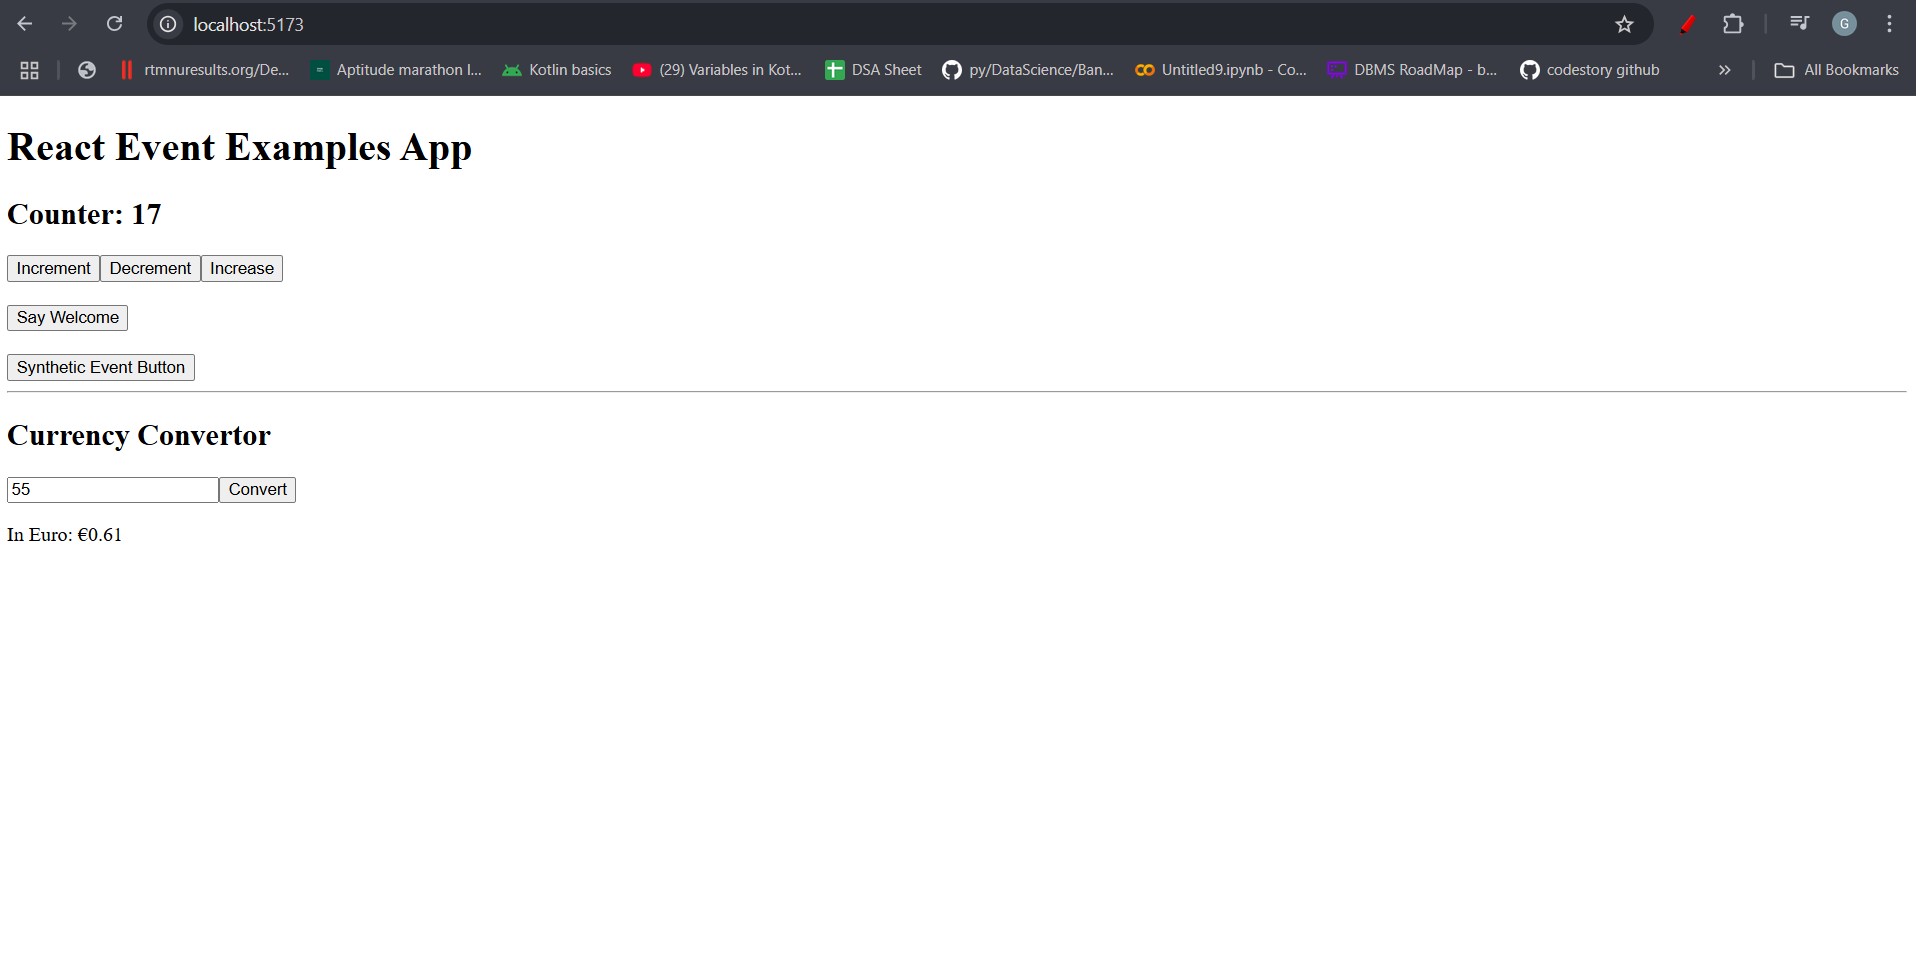 localhost:5173
G
rtmnuresults.org/De... Aptitude marathon I... Kotlin basics (29) Variables in Kot... DSA Sheet py/DataScience/Ban... Untitled9.ipynb - Co... DBMS RoadMap - b... codestory github » All Bookmarks
React Event Examples App
Counter: 17
Increment Decrement Increase
Say Welcome
Synthetic Event Button
Currency Convertor
55 Convert
In Euro: €0.61